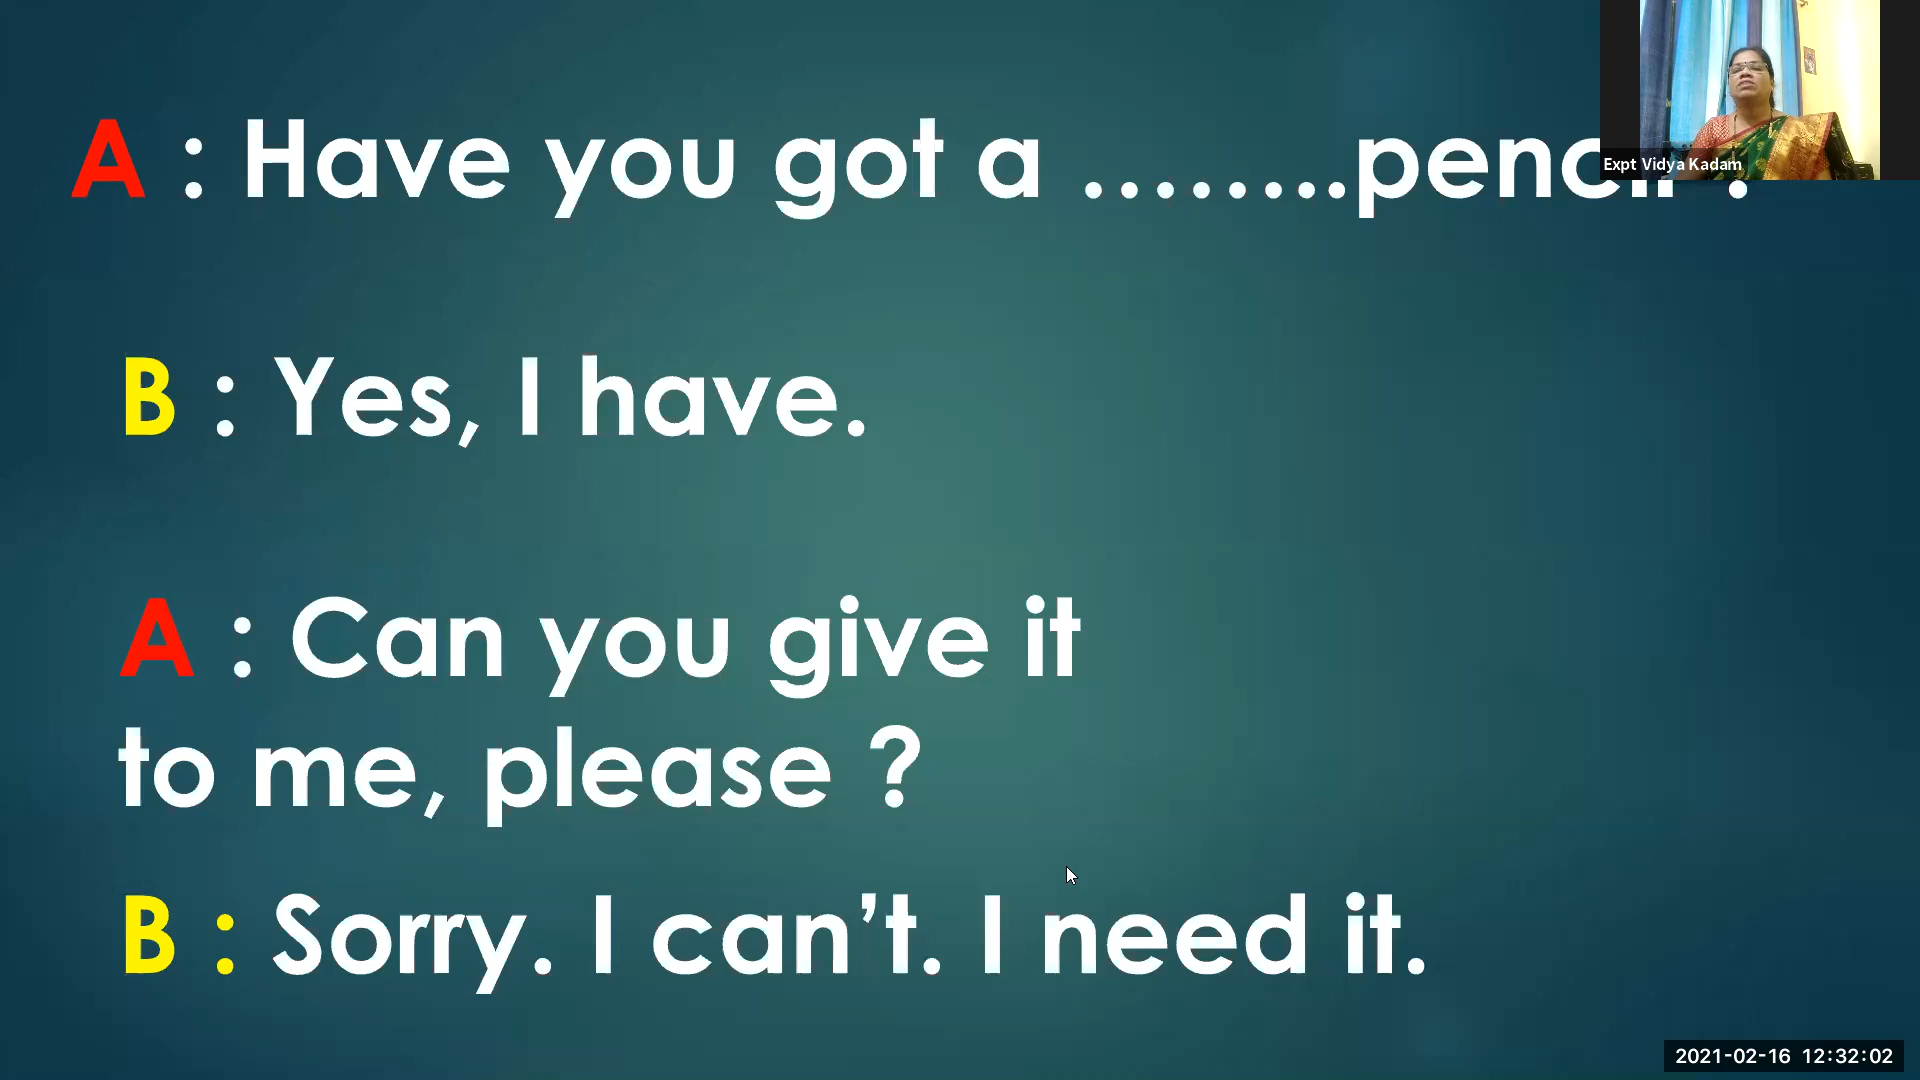 A : Have you got a ........pencil ?
Expt Vidya Kadam
B : Yes, I have.
A : Can you give it
to me, please ?
B : Sorry. I can’t. I need it.
2021-02-16 12:32:02